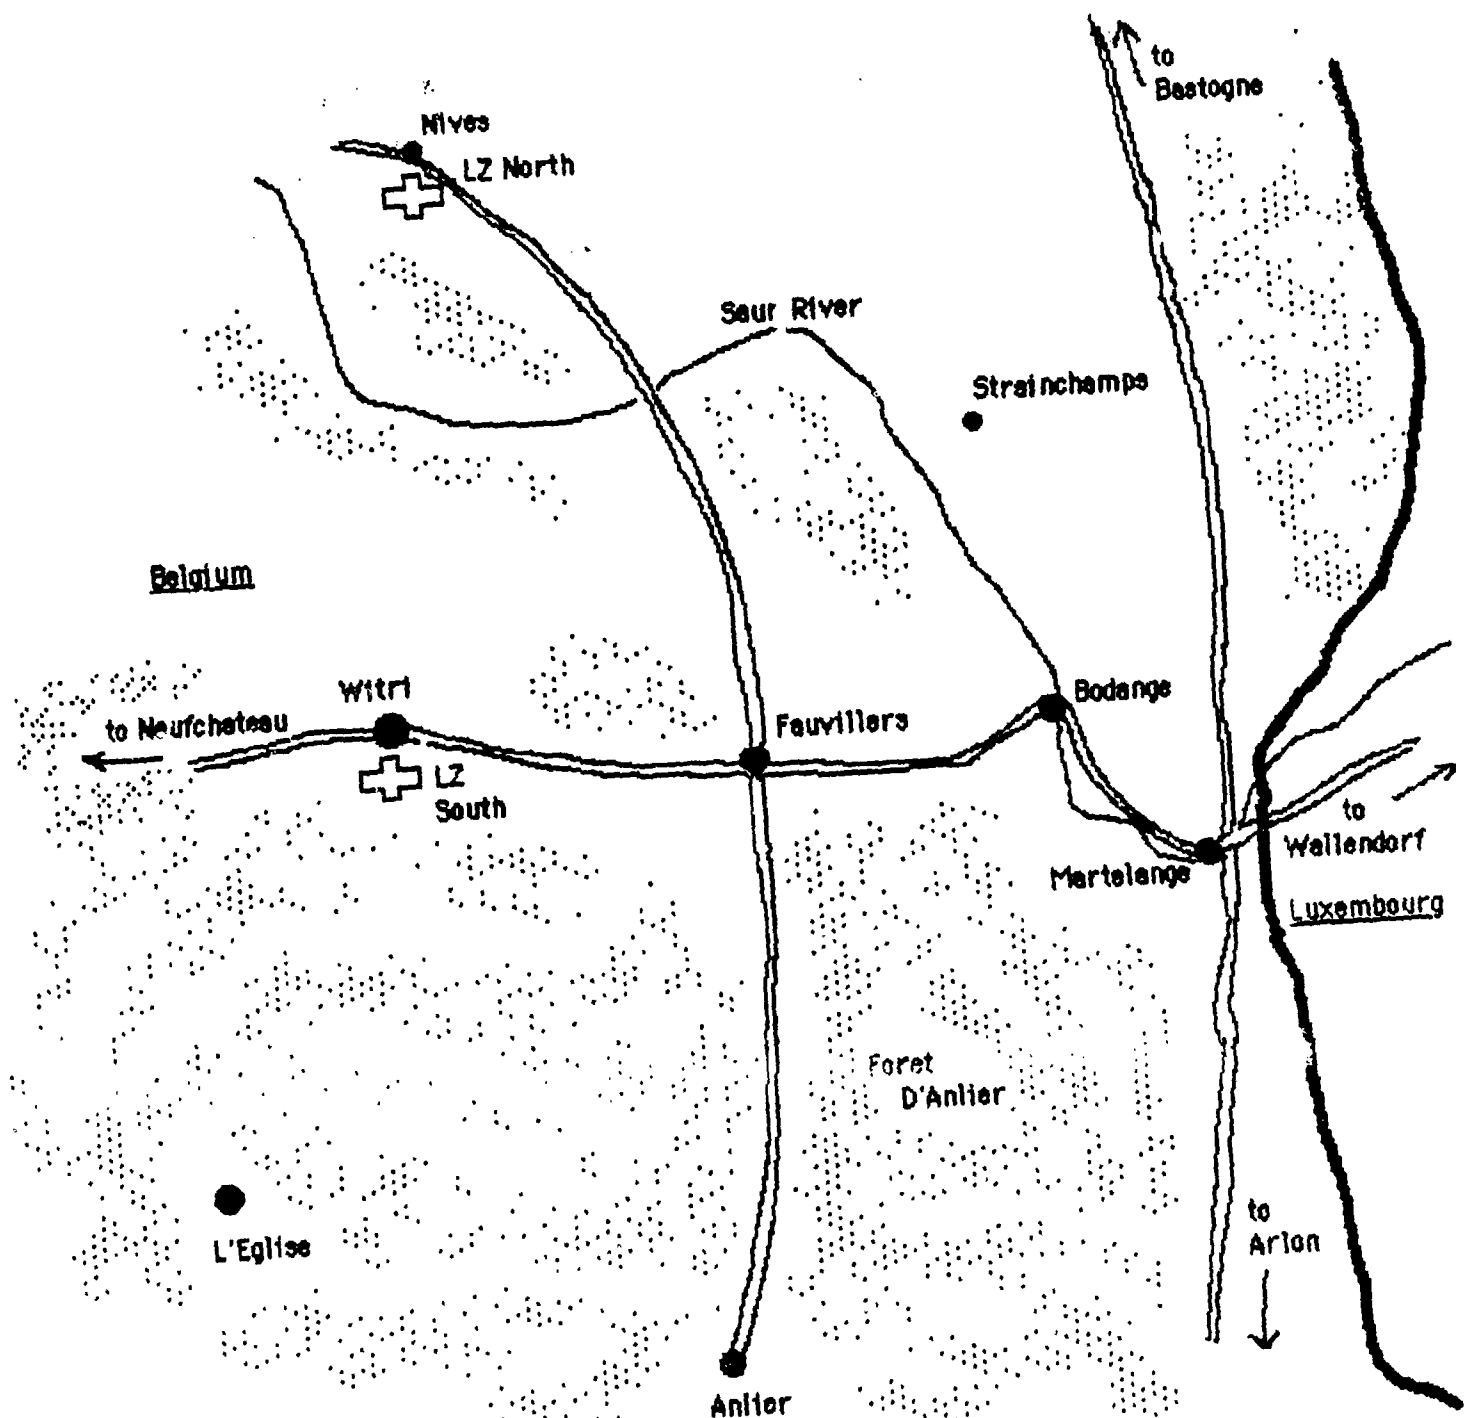 to
Bastogne
Nives
LZ North
Saur River
Strainchamps
Belgium
Witri
Bodange
to Neufchateau
Fauvillers
LZ
South
to
Wallendorf
Martelange
Luxembourg
Foret
D'Anlier
to
Arlon
L'Eglise
Anlier